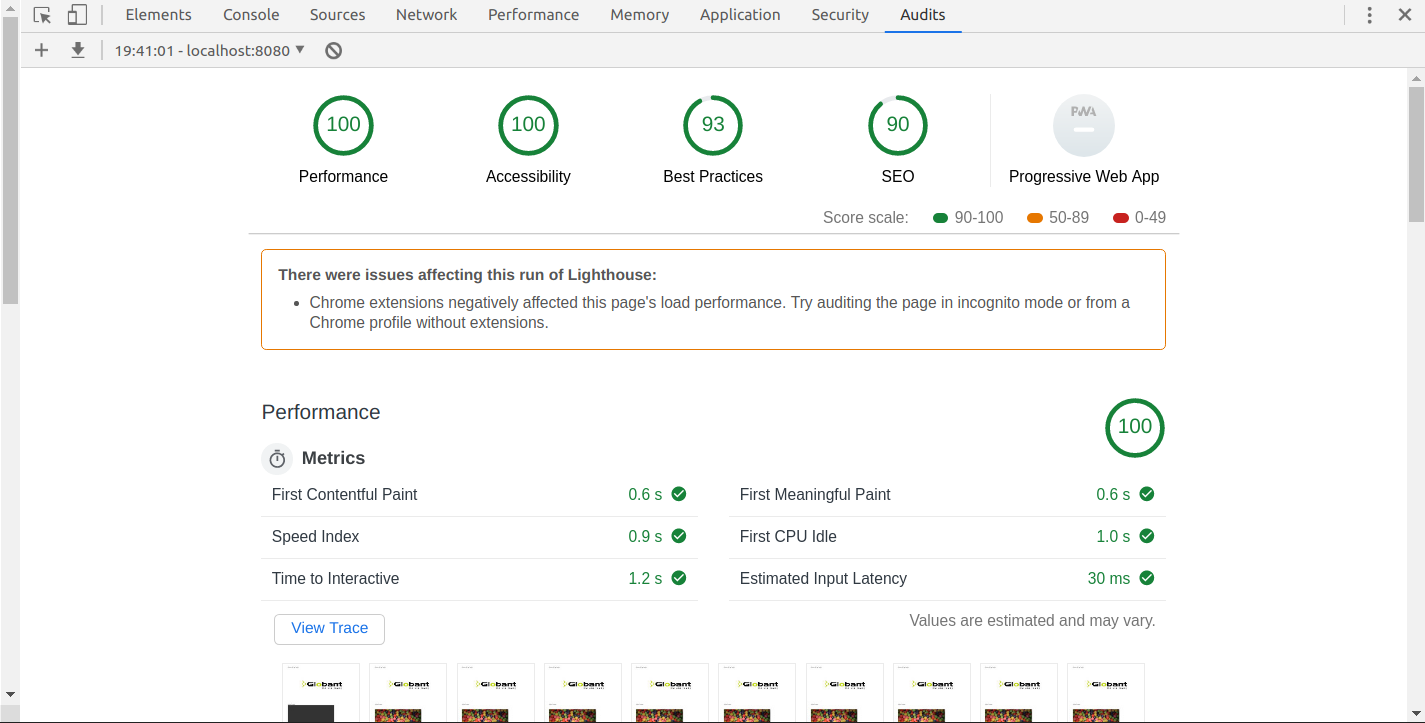 Elements Console Sources Network Performance Memory Application Security Audits
19:41:01 - localhost:8080
100 100 93 90 PWA
Performance Accessibility Best Practices SEO Progressive Web App
Score scale: 90-100 50-89 0-49
There were issues affecting this run of Lighthouse:
Chrome extensions negatively affected this page's load performance. Try auditing the page in incognito mode or from a
Chrome profile without extensions.
Performance 100
Metrics
First Contentful Paint 0.6 s First Meaningful Paint 0.6 s
Speed Index 0.9 s First CPU Idle 1.0 s
Time to Interactive 1.2 s Estimated Input Latency 30 ms
View Trace Values are estimated and may vary.
Globant Globant Globant Globant Globant Globant Globant Globant Globant Globant